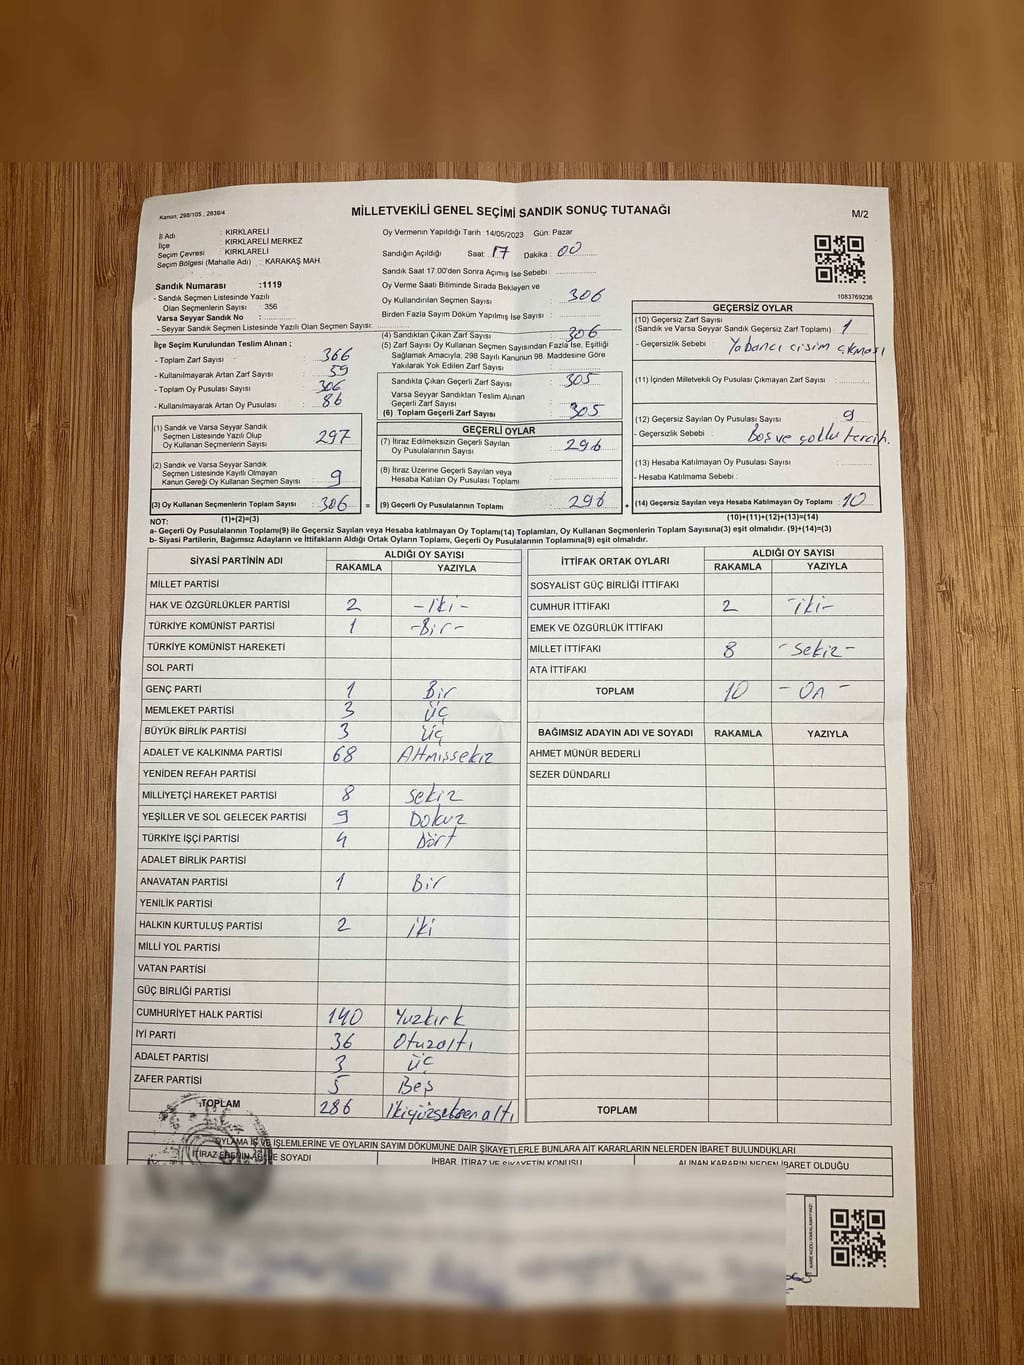 Kanun; 298/105 , 2839/4
MİLLETVEKİLİ GENEL SEÇİMİ SANDIK SONUÇ TUTANAĞI
M/2
İl Adı : KIRKLARELİ
İlçe : KIRKLARELİ MERKEZ
Seçim Çevresi : KIRKLARELİ
Seçim Bölgesi (Mahalle Adı) : KARAKAŞ MAH.
Sandık Numarası :1119
- Sandık Seçmen Listesinde Yazılı
Olan Seçmenlerin Sayısı : 356
Varsa Seyyar Sandık No :
- Seyyar Sandık Seçmen Listesinde Yazılı Olan Seçmen Sayısı:
Oy Vermenin Yapıldığı Tarih :14/05/2023 Gün: Pazar
Sandığın Açıldığı Saat : 17 Dakika : 00
Sandık Saat 17.00'den Sonra Açımış İse Sebebi :
Oy Verme Saati Bitiminde Sırada Bekleyen ve
Oy Kullandırılan Seçmen Sayısı : 306
Birden Fazla Sayım Döküm Yapılmış İse Sayısı :
1083769236
İlçe Seçim Kurulundan Teslim Alınan ;
- Toplam Zarf Sayısı : 366
- Kullanılmayarak Artan Zarf Sayısı : 59
- Toplam Oy Pusulası Sayısı : 306
- Kullanılmayarak Artan Oy Pusulası : 86
(1) Sandık ve Varsa Seyyar Sandık
Seçmen Listesinde Yazılı Olup
Oy Kullanan Seçmenlerin Sayısı : 297
(2) Sandık ve Varsa Seyyar Sandık
Seçmen Listesinde Kayıtlı Olmayan
Kanun Gereği Oy Kullanan Seçmen Sayısı : 9
(3) Oy Kullanan Seçmenlerin Toplam Sayısı : 306 =
(1)+(2)=(3)
(4) Sandıktan Çıkan Zarf Sayısı : 306
(5) Zarf Sayısı Oy Kullanan Seçmen Sayısından Fazla İse, Eşitliği
Sağlamak Amacıyla; 298 Sayılı Kanunun 98. Maddesine Göre
Yakılarak Yok Edilen Zarf Sayısı :
Sandıkta Çıkan Geçerli Zarf Sayısı : 305
Varsa Seyyar Sandıktan Teslim Alınan
Geçerli Zarf Sayısı :
(6) Toplam Geçerli Zarf Sayısı : 305
GEÇERLİ OYLAR
(7) İtiraz Edilmeksizin Geçerli Sayılan
Oy Pusulalarının Sayısı : 296
(8) İtiraz Üzerine Geçerli Sayılan veya
Hesaba Katılan Oy Pusulası Toplamı :
(9) Geçerli Oy Pusulalarının Toplamı : 296 +
GEÇERSİZ OYLAR
(10) Geçersiz Zarf Sayısı
(Sandık ve Varsa Seyyar Sandık Geçersiz Zarf Toplamı) : 1
- Geçersizlik Sebebi : Yabancı cisim çıkması
(11) İçinden Milletvekili Oy Pusulası Çıkmayan Zarf Sayısı :
(12) Geçersiz Sayılan Oy Pusulası Sayısı : 9
- Geçersizlik Sebebi : Boş ve çoklu tercih.
(13) Hesaba Katılmayan Oy Pusulası Sayısı :
- Hesaba Katılmama Sebebi :
(14) Geçersiz Sayılan veya Hesaba Katılmayan Oy Toplamı : 10
(10)+(11)+(12)+(13)=(14)
NOT:
a- Geçerli Oy Pusulalarının Toplamı(9) ile Geçersiz Sayılan veya Hesaba katılmayan Oy Toplamı(14) Toplamları, Oy Kullanan Seçmenlerin Toplam Sayısına(3) eşit olmalıdır. (9)+(14)=(3)
b- Siyasi Partilerin, Bağımsız Adayların ve İttifakların Aldığı Ortak Oyların Toplamı, Geçerli Oy Pusulalarının Toplamına(9) eşit olmalıdır.
SİYASİ PARTİNİN ADI ALDIĞI OY SAYISI
RAKAMLA YAZIYLA
MİLLET PARTİSİ
HAK VE ÖZGÜRLÜKLER PARTİSİ 2 -İki-
TÜRKİYE KOMÜNİST PARTİSİ 1 -Bir-
TÜRKİYE KOMÜNİST HAREKETİ
SOL PARTİ
GENÇ PARTİ 1 Bir
MEMLEKET PARTİSİ 3 Üç
BÜYÜK BİRLİK PARTİSİ 3 Üç
ADALET VE KALKINMA PARTİSİ 68 Altmışsekiz
YENİDEN REFAH PARTİSİ
MİLLİYETÇİ HAREKET PARTİSİ 8 sekiz
YEŞİLLER VE SOL GELECEK PARTİSİ 9 Dokuz
TÜRKİYE İŞÇİ PARTİSİ 4 Dört
ADALET BİRLİK PARTİSİ
ANAVATAN PARTİSİ 1 Bir
YENİLİK PARTİSİ
HALKIN KURTULUŞ PARTİSİ 2 iki
MİLLİ YOL PARTİSİ
VATAN PARTİSİ
GÜÇ BİRLİĞİ PARTİSİ
CUMHURİYET HALK PARTİSİ 140 Yuzkırk
İYİ PARTİ 36 Otuzaltı
ADALET PARTİSİ 3 üç
ZAFER PARTİSİ 5 Beş
TOPLAM 286 İkiyüzseksenaltı
İTTİFAK ORTAK OYLARI ALDIĞI OY SAYISI
RAKAMLA YAZIYLA
SOSYALİST GÜÇ BİRLİĞİ İTTİFAKI
CUMHUR İTTİFAKI 2 -iki-
EMEK VE ÖZGÜRLÜK İTTİFAKI
MİLLET İTTİFAKI 8 -sekiz-
ATA İTTİFAKI
TOPLAM 10 -On-
BAĞIMSIZ ADAYIN ADI VE SOYADI RAKAMLA YAZIYLA
AHMET MÜNÜR BEDERLİ
SEZER DÜNDARLI
TOPLAM
OYLAMA İŞ VE İŞLEMLERİNE VE OYLARIN SAYIM DÖKÜMÜNE DAİR ŞİKAYETLERLE BUNLARA AİT KARARLARIN NELERDEN İBARET BULUNDUKLARI
İTİRAZ EDENİN ADI VE SOYADI İHBAR, İTİRAZ VE ŞİKAYETİN KONUSU ALINAN KARARIN NEDEN İBARET OLDUĞU